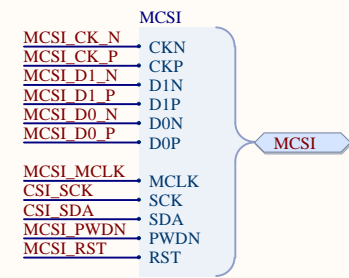 MCSI
MCSI_CK_N CKN
MCSI_CK_P CKP
MCSI_D1_N D1N
MCSI_D1_P D1P
MCSI_D0_N D0N
MCSI_D0_P D0P
MCSI
MCSI_MCLK MCLK
CSI_SCK SCK
CSI_SDA SDA
MCSI_PWDN PWDN
MCSI_RST RST